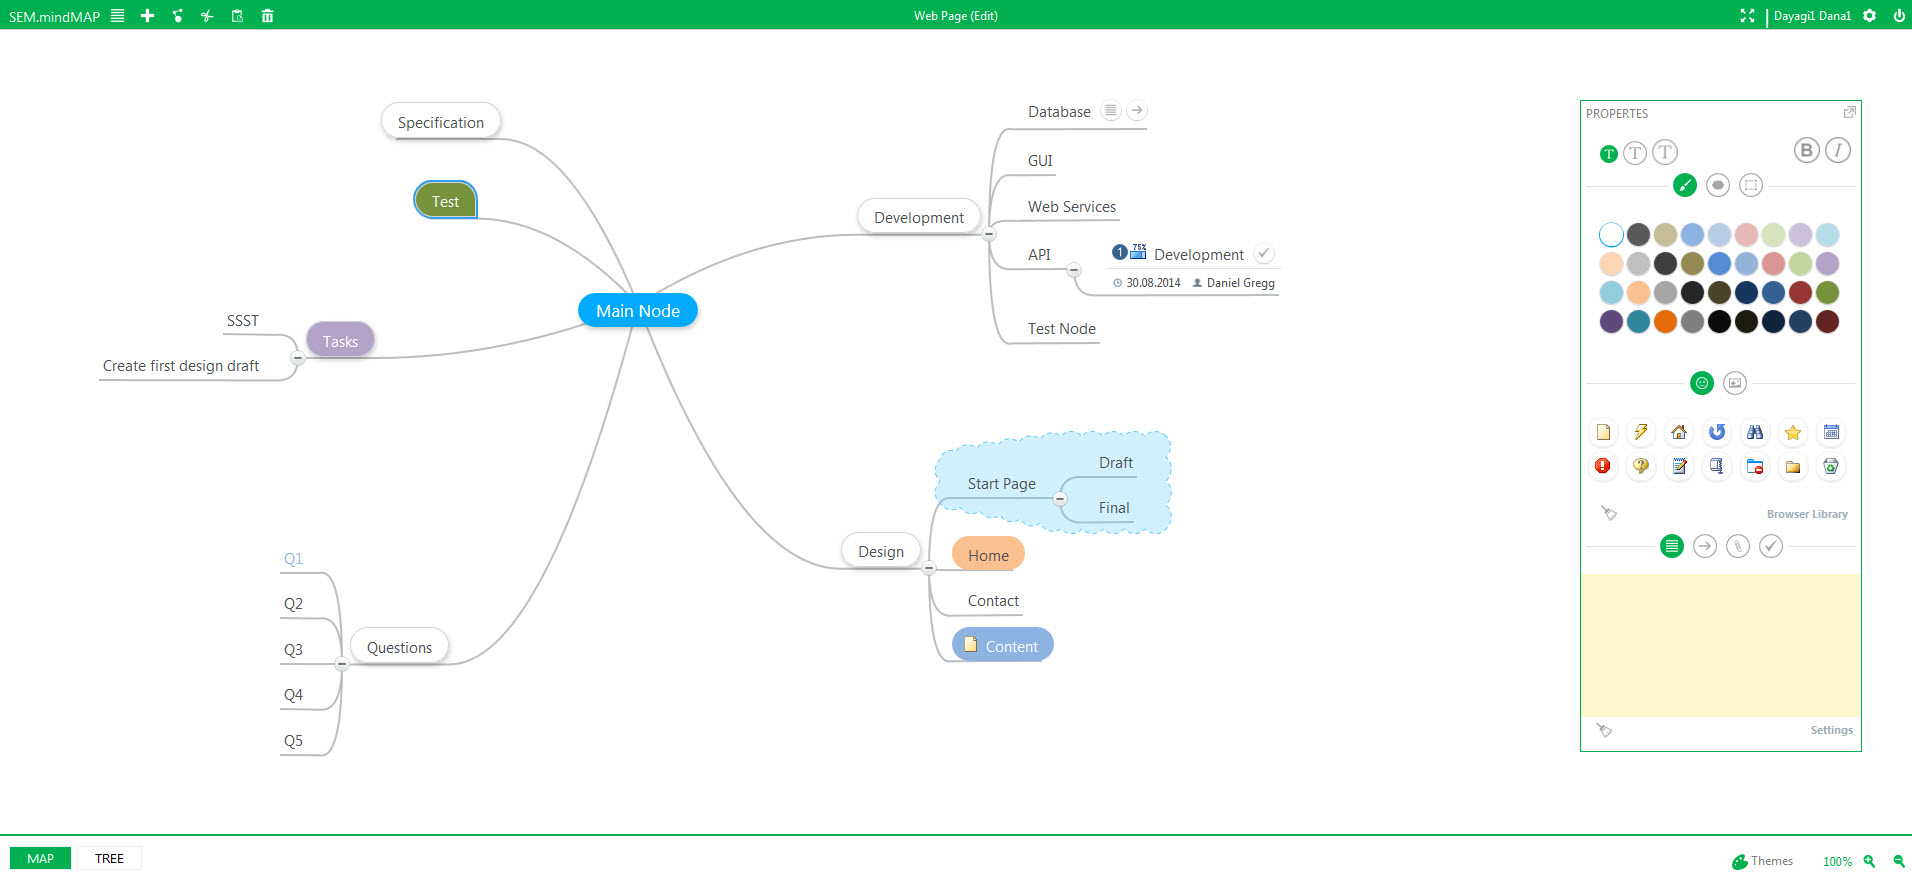 SEM.mindMAP
Web Page (Edit)
Dayagi1 Dana1
Specification
Test
Tasks
SSST
Create first design draft
Questions
Q1
Q2
Q3
Q4
Q5
Main Node
Development
Database
GUI
Web Services
API
1 75% Development
30.08.2014 Daniel Gregg
Test Node
Design
Start Page
Draft
Final
Home
Contact
Content
PROPERTES
T T T B I
Browser Library
Settings
MAP TREE
Themes 100%